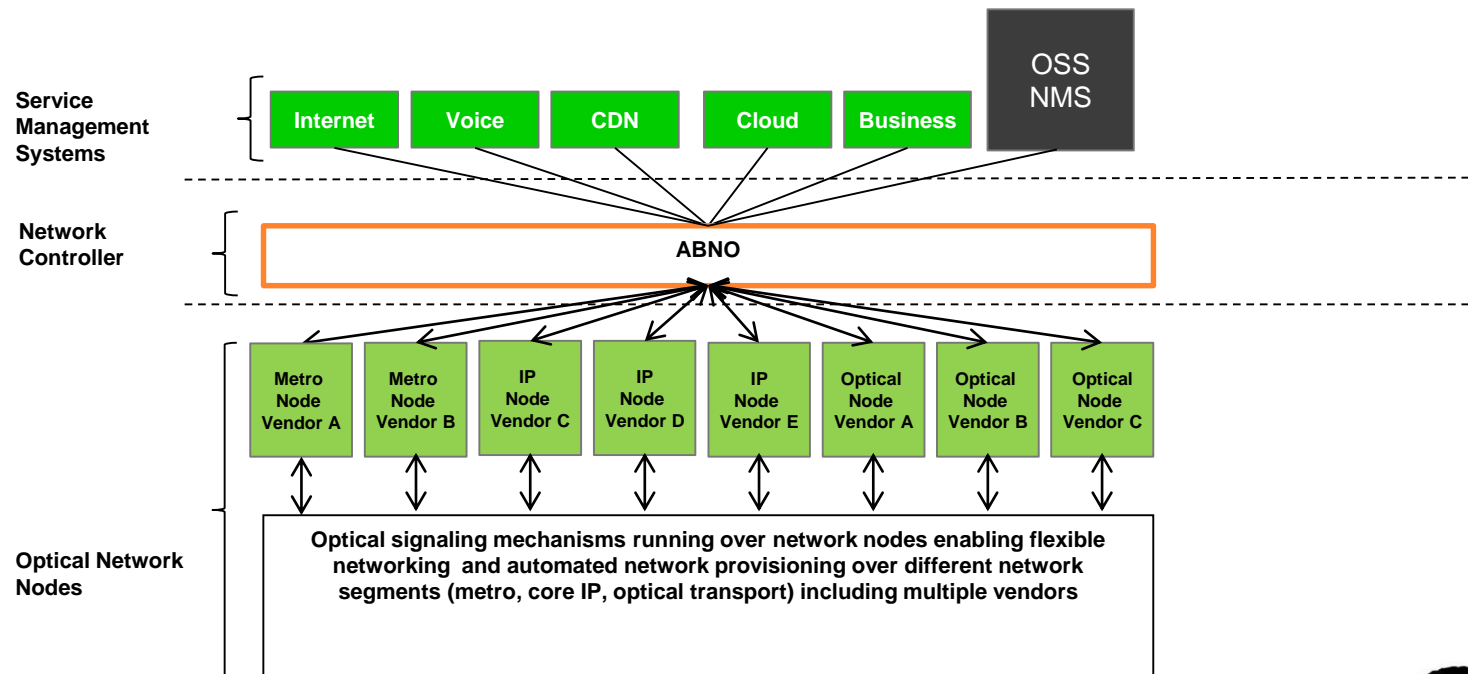 OSS
NMS
Service
Management
Systems
Internet
Voice
CDN
Cloud
Business
Network
Controller
ABNO
Metro
Node
Vendor A
Metro
Node
Vendor B
IP
Node
Vendor C
IP
Node
Vendor D
IP
Node
Vendor E
Optical
Node
Vendor A
Optical
Node
Vendor B
Optical
Node
Vendor C
Optical Network
Nodes
Optical signaling mechanisms running over network nodes enabling flexible
networking and automated network provisioning over different network
segments (metro, core IP, optical transport) including multiple vendors